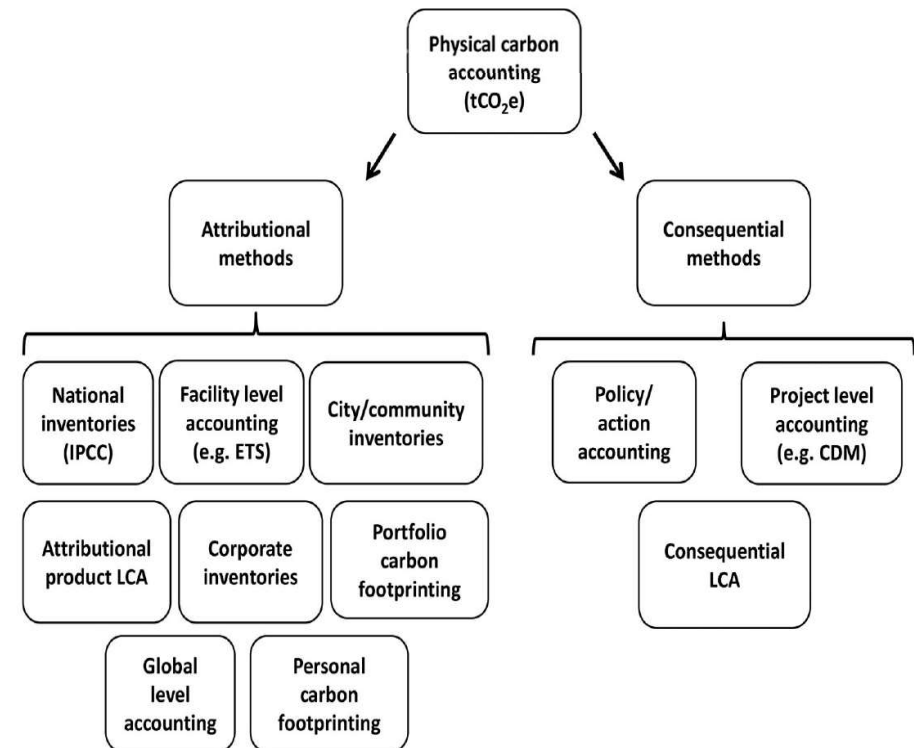 Physical carbon
accounting
(tCO₂e)
Attributional
methods
Consequential
methods
National
inventories
(IPCC)
Facility level
accounting
(e.g. ETS)
City/community
inventories
Policy/
action
accounting
Project level
accounting
(e.g. CDM)
Attributional
product LCA
Corporate
inventories
Portfolio
carbon
footprinting
Consequential
LCA
Global
level
accounting
Personal
carbon
footprinting